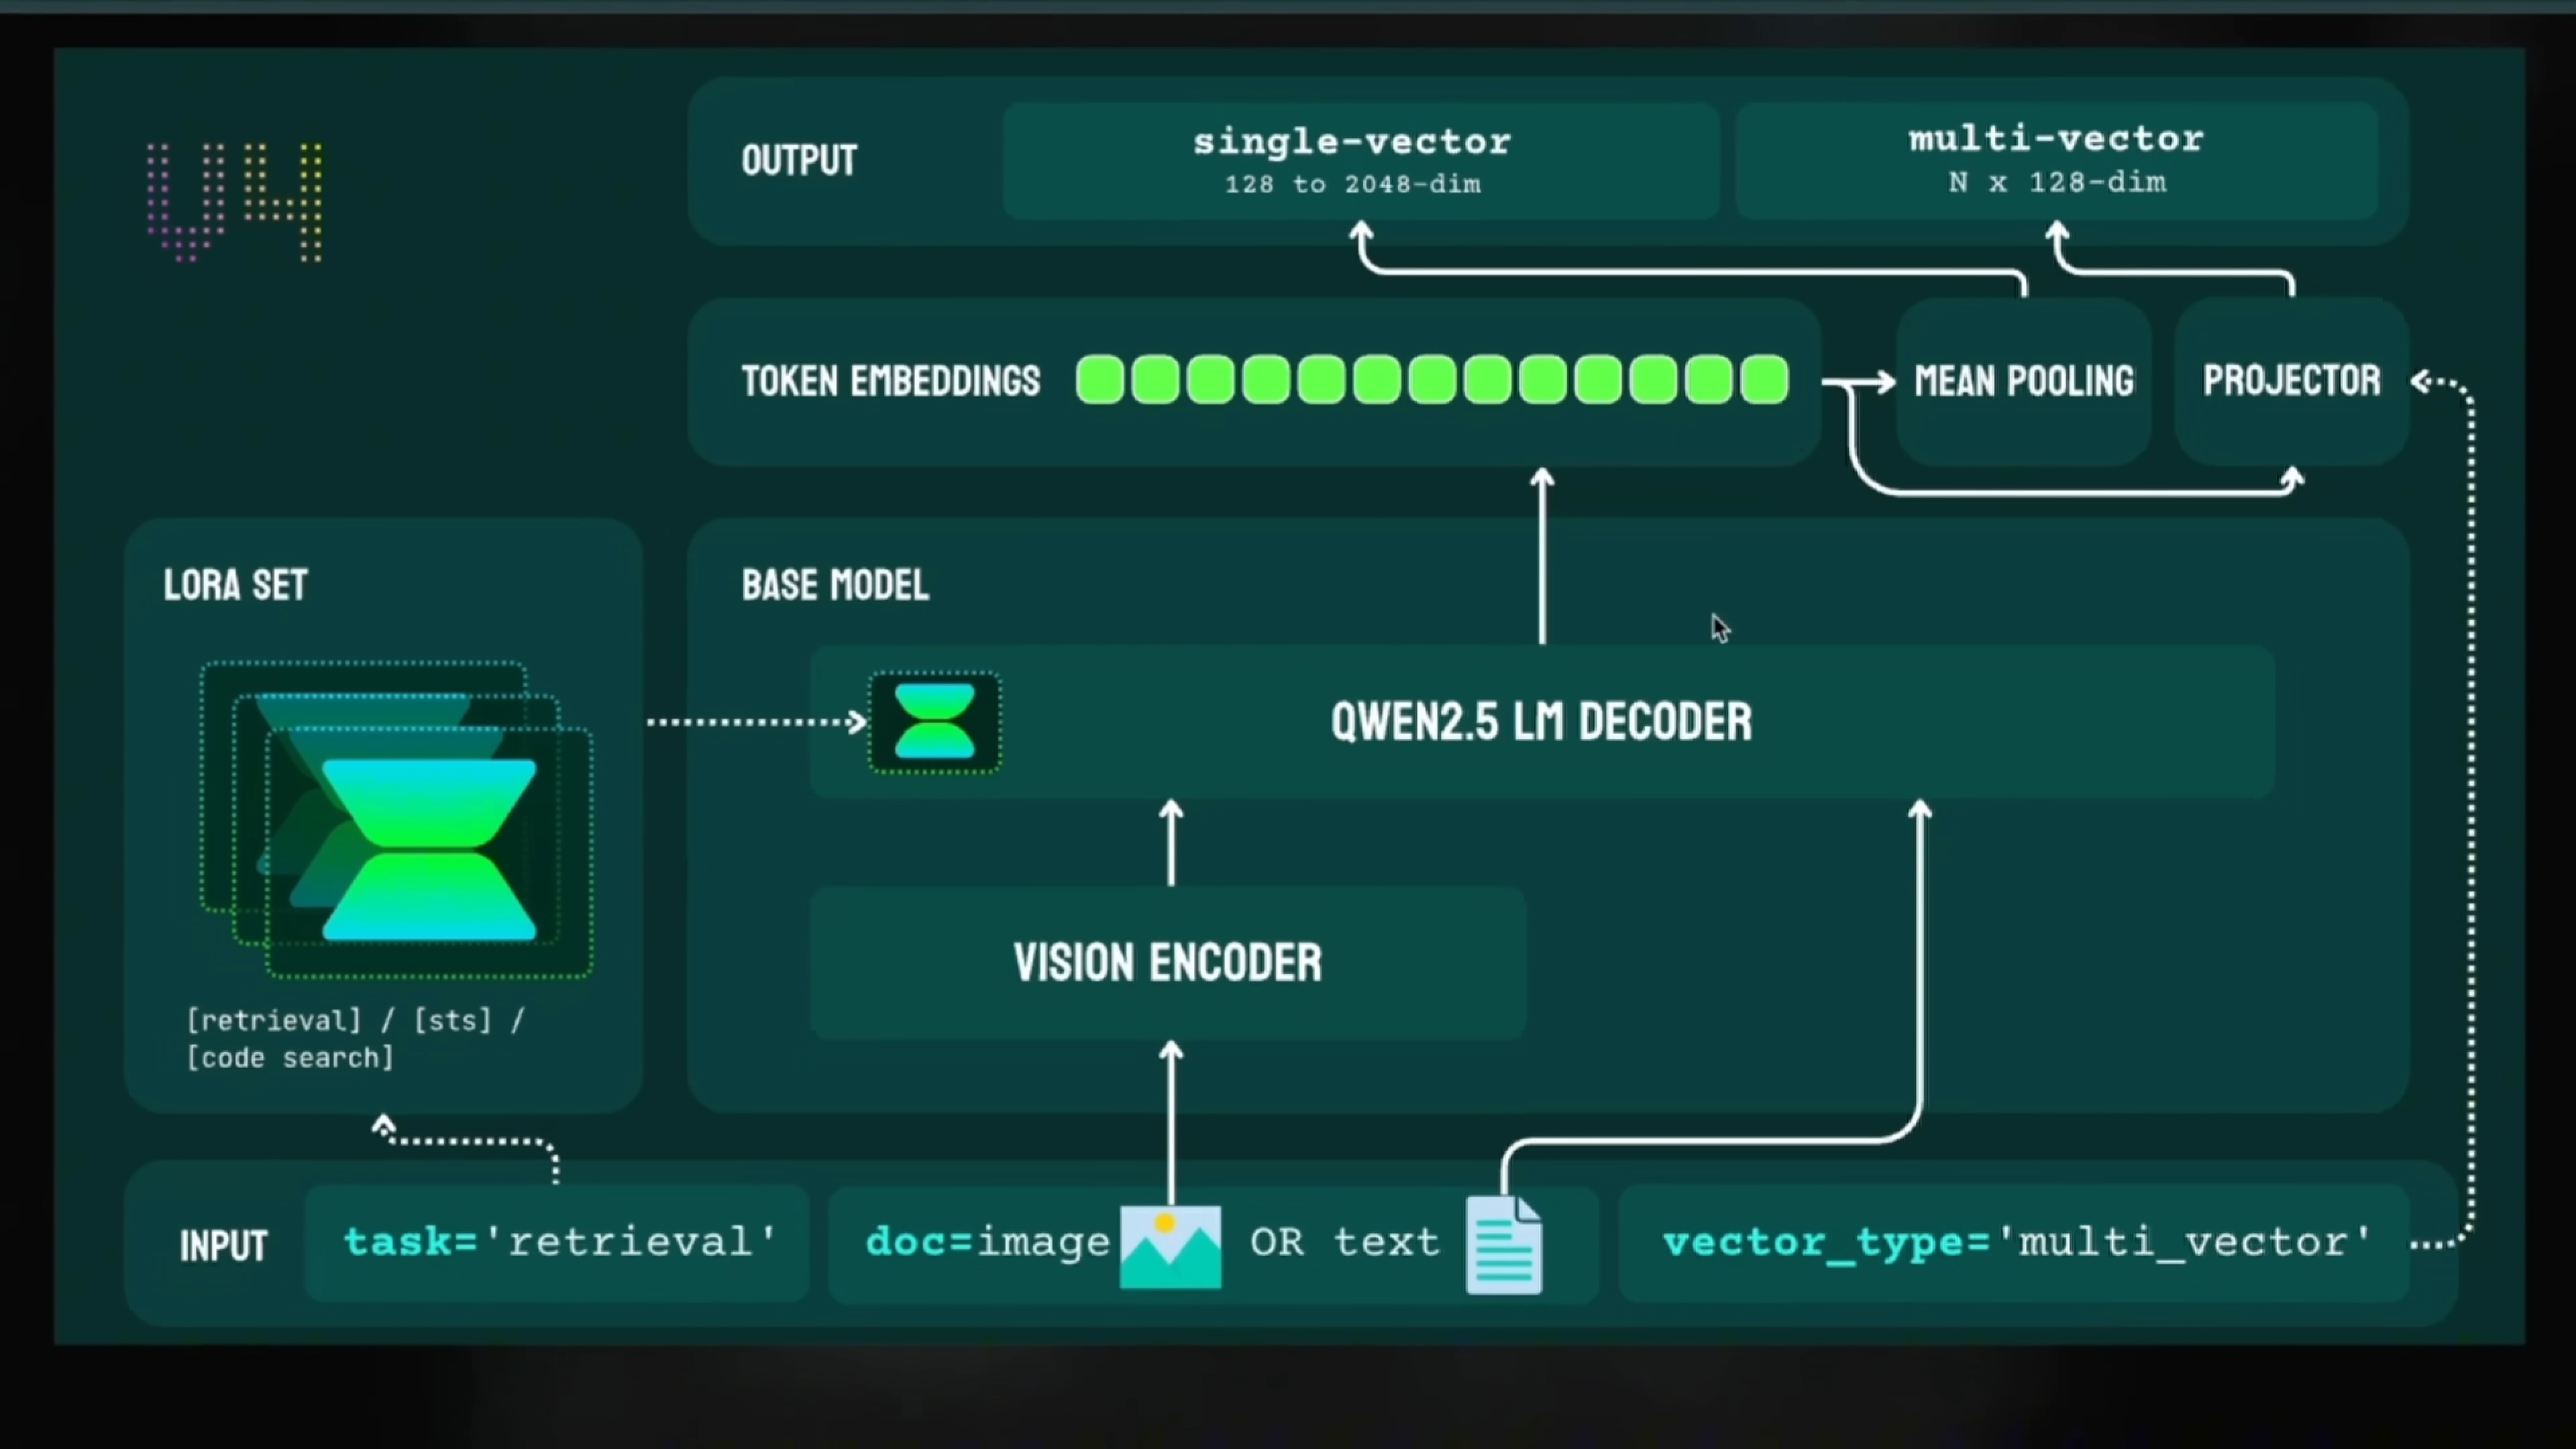 V4
OUTPUT
single-vector
128 to 2048-dim
multi-vector
N x 128-dim
TOKEN EMBEDDINGS
MEAN POOLING
PROJECTOR
LORA SET
[retrieval] / [sts] /
[code search]
BASE MODEL
QWEN2.5 LM DECODER
VISION ENCODER
INPUT
task='retrieval'
doc=image OR text
vector_type='multi_vector'